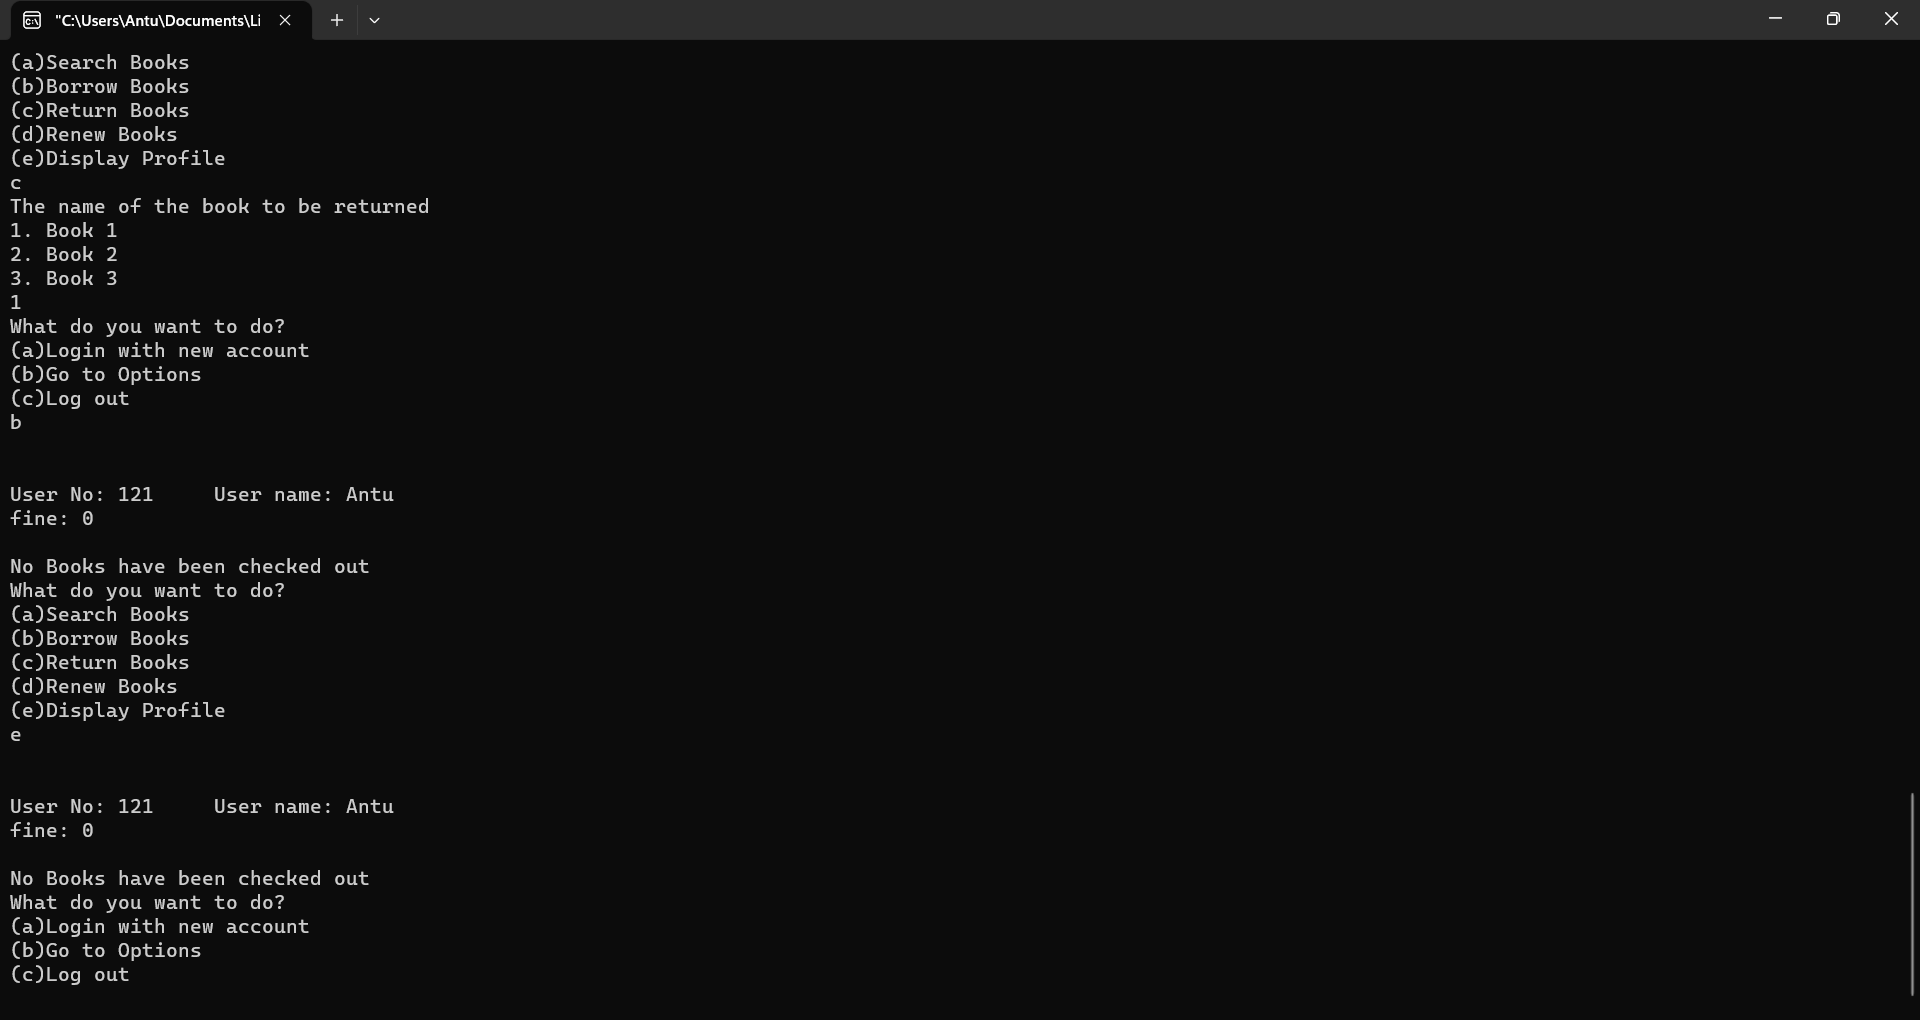 "C:\Users\Antu\Documents\Li
(a)Search Books
(b)Borrow Books
(c)Return Books
(d)Renew Books
(e)Display Profile
c
The name of the book to be returned
1. Book 1
2. Book 2
3. Book 3
1
What do you want to do?
(a)Login with new account
(b)Go to Options
(c)Log out
b
User No: 121     User name: Antu
fine: 0
No Books have been checked out
What do you want to do?
(a)Search Books
(b)Borrow Books
(c)Return Books
(d)Renew Books
(e)Display Profile
e
User No: 121     User name: Antu
fine: 0
No Books have been checked out
What do you want to do?
(a)Login with new account
(b)Go to Options
(c)Log out